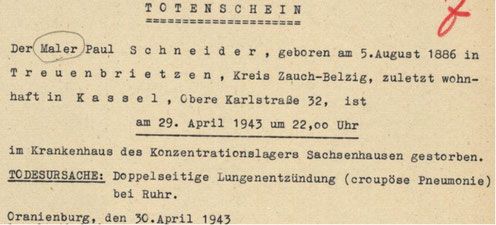 TOTENSCHEIN
Der Maler Paul Schneider, geboren am 5.August 1886 in
Treuenbrietzen, Kreis Zauch-Belzig, zuletzt wohn-
haft in Kassel, Obere Karlstraße 32, ist
am 29. April 1943 um 22,oo Uhr
im Krankenhaus des Konzentrationslagers Sachsenhausen gestorben.
TODESURSACHE: Doppelseitige Lungenentzündung (croupöse Pneumonie)
bei Ruhr.
Oranienburg, den 30.April 1943